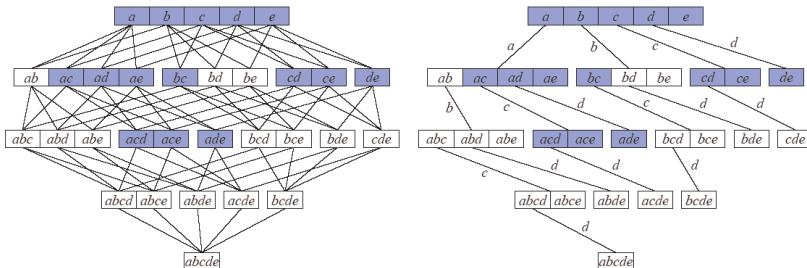 a b c d e
ab ac ad ae bc bd be cd ce de
abc abd abe acd ace ade bcd bce bde cde
abcd abce abde acde bcde
abcde
a b c d e
a b c d
ab ac ad ae bc bd be cd ce de
b c d c d d
abc abd abe acd ace ade bcd bce bde cde
c d d d
abcd abce abde acde bcde
d
abcde